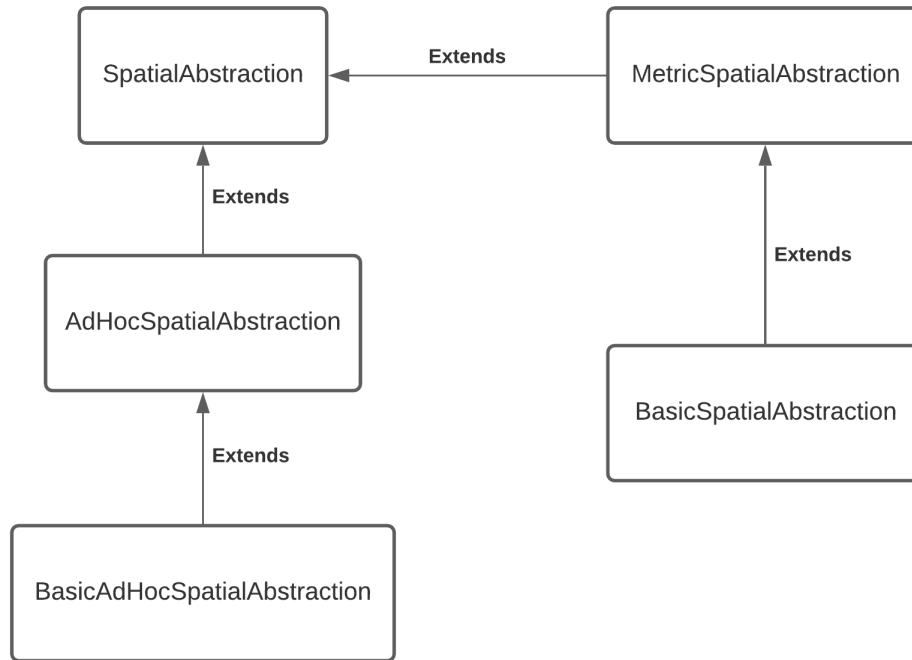 SpatialAbstraction
Extends
MetricSpatialAbstraction
Extends
Extends
AdHocSpatialAbstraction
BasicSpatialAbstraction
Extends
BasicAdHocSpatialAbstraction